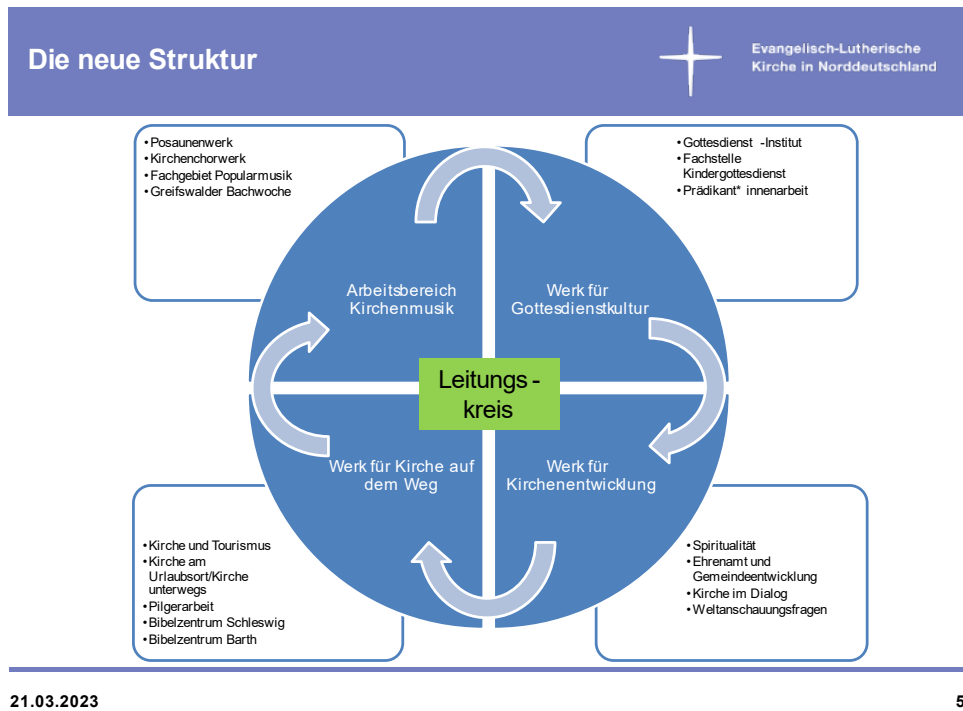 Die neue Struktur
Evangelisch-Lutherische
Kirche in Norddeutschland
•Posaunenwerk
•Kirchenchorwerk
•Fachgebiet Popularmusik
•Greifswalder Bachwoche
•Gottesdienst -Institut
•Fachstelle
Kindergottesdienst
•Prädikant* innenarbeit
Arbeitsbereich
Kirchenmusik
Werk für
Gottesdienstkultur
Leitungs-
kreis
Werk für Kirche auf
dem Weg
Werk für
Kirchenentwicklung
•Kirche und Tourismus
•Kirche am
Urlaubsort/Kirche
unterwegs
•Pilgerarbeit
•Bibelzentrum Schleswig
•Bibelzentrum Barth
•Spiritualität
•Ehrenamt und
Gemeindeentwicklung
•Kirche im Dialog
•Weltanschauungsfragen
21.03.2023
5